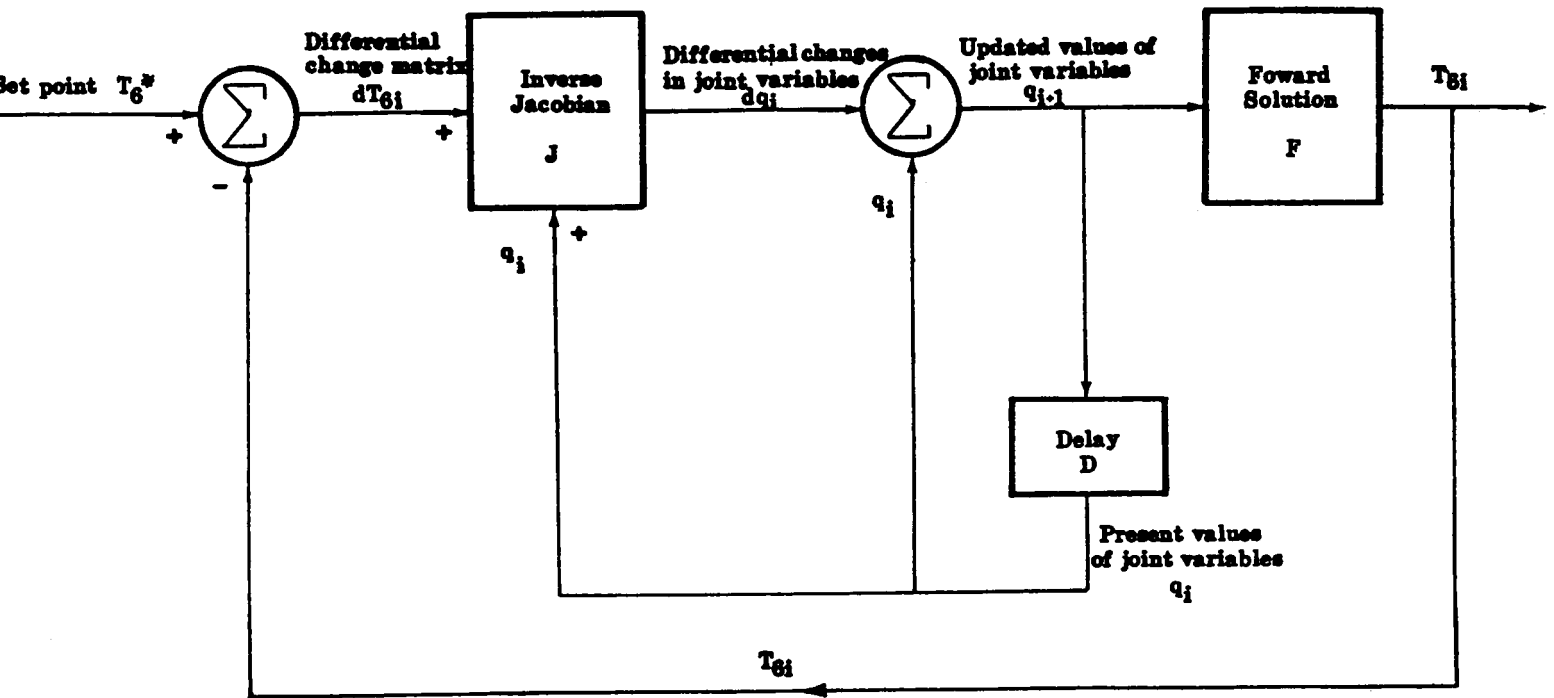 Set point T6*
+
-
Differential
change matrix
dT6i
+
Inverse
Jacobian
J
qi
+
Differential changes
in joint variables
dqi
qi
Updated values of
joint variables
qi+1
Foward
Solution
F
T6i
Delay
D
Present values
of joint variables
qi
T6i